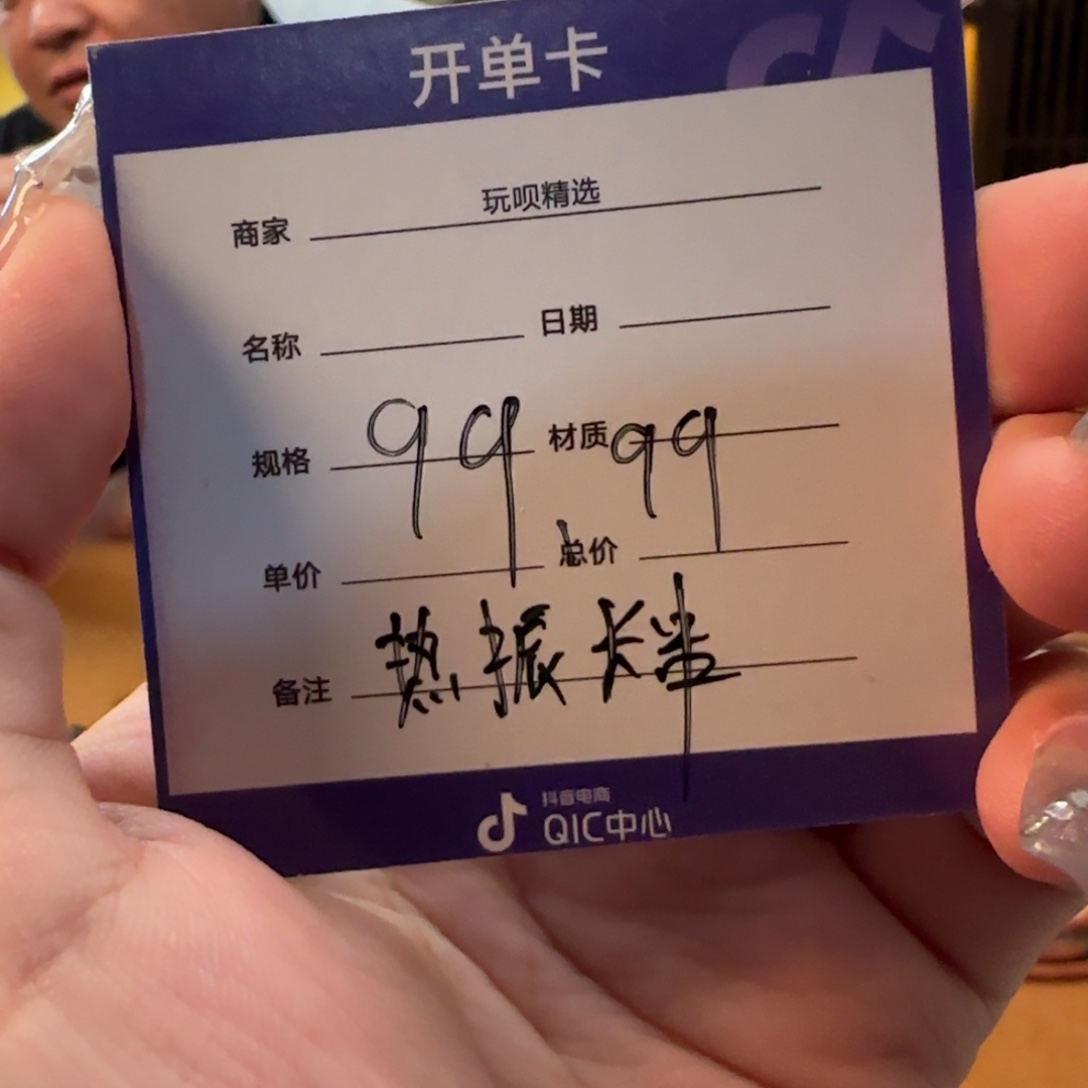 开单卡
商家 玩呗精选
名称 日期
规格 99 材质 99
单价 总价
备注 热振长半
抖音电商
QIC中心